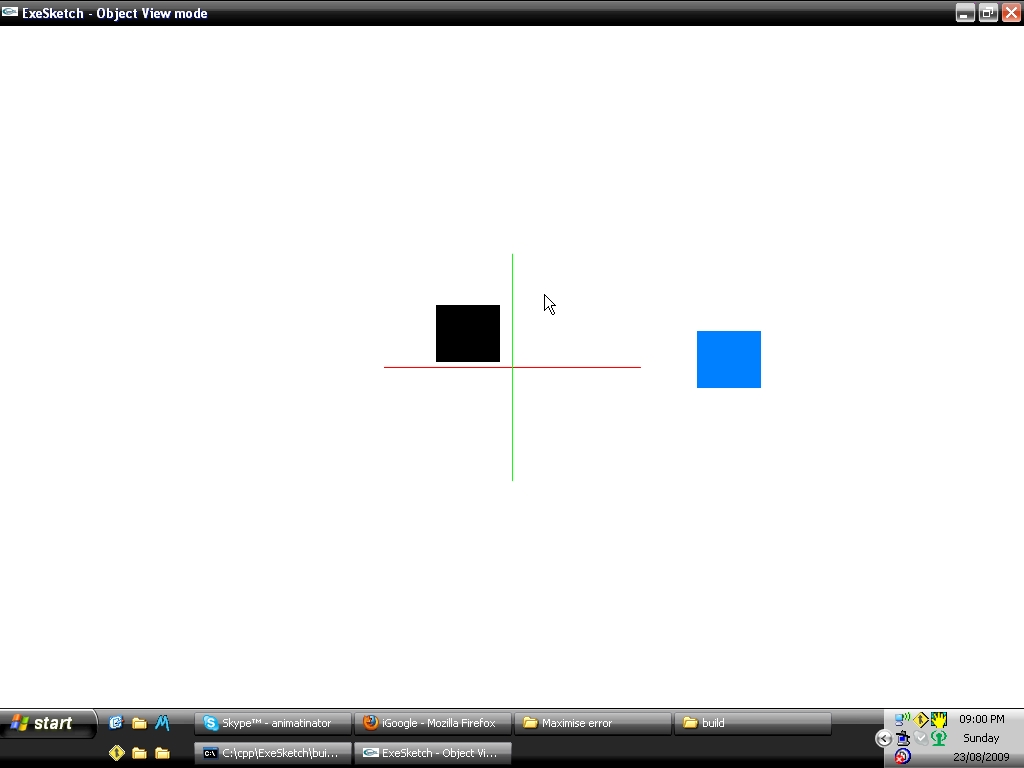 ExeSketch - Object View mode
start
Skype™ - animatinator
iGoogle - Mozilla Firefox
Maximise error
build
09:00 PM
C:\cpp\ExeSketch\bui...
ExeSketch - Object Vi...
Sunday
23/08/2009